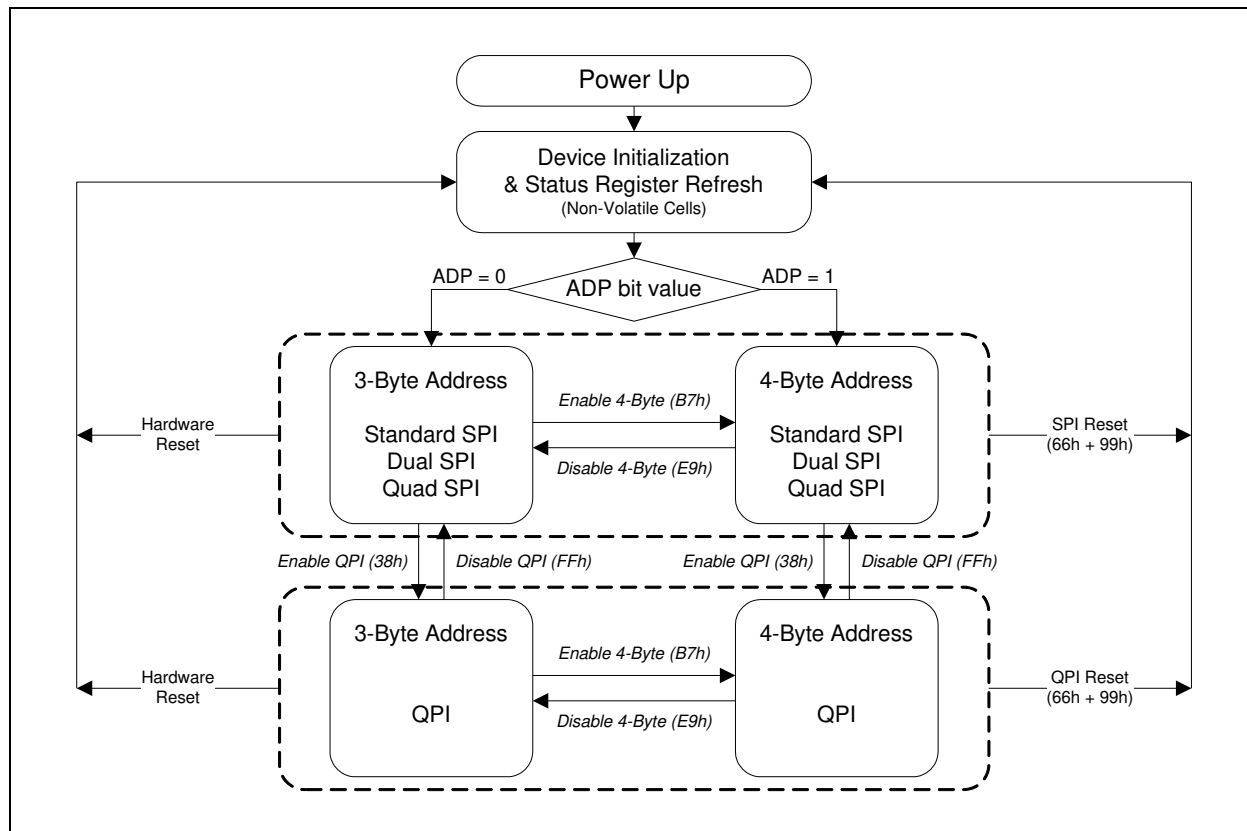 Power Up
Device Initialization
& Status Register Refresh
(Non-Volatile Cells)
ADP = 0
ADP bit value
ADP = 1
3-Byte Address
Standard SPI
Dual SPI
Quad SPI
Enable 4-Byte (B7h)
Disable 4-Byte (E9h)
4-Byte Address
Standard SPI
Dual SPI
Quad SPI
Hardware
Reset
SPI Reset
(66h + 99h)
Enable QPI (38h)
Disable QPI (FFh)
Enable QPI (38h)
Disable QPI (FFh)
3-Byte Address
QPI
Enable 4-Byte (B7h)
Disable 4-Byte (E9h)
4-Byte Address
QPI
Hardware
Reset
QPI Reset
(66h + 99h)